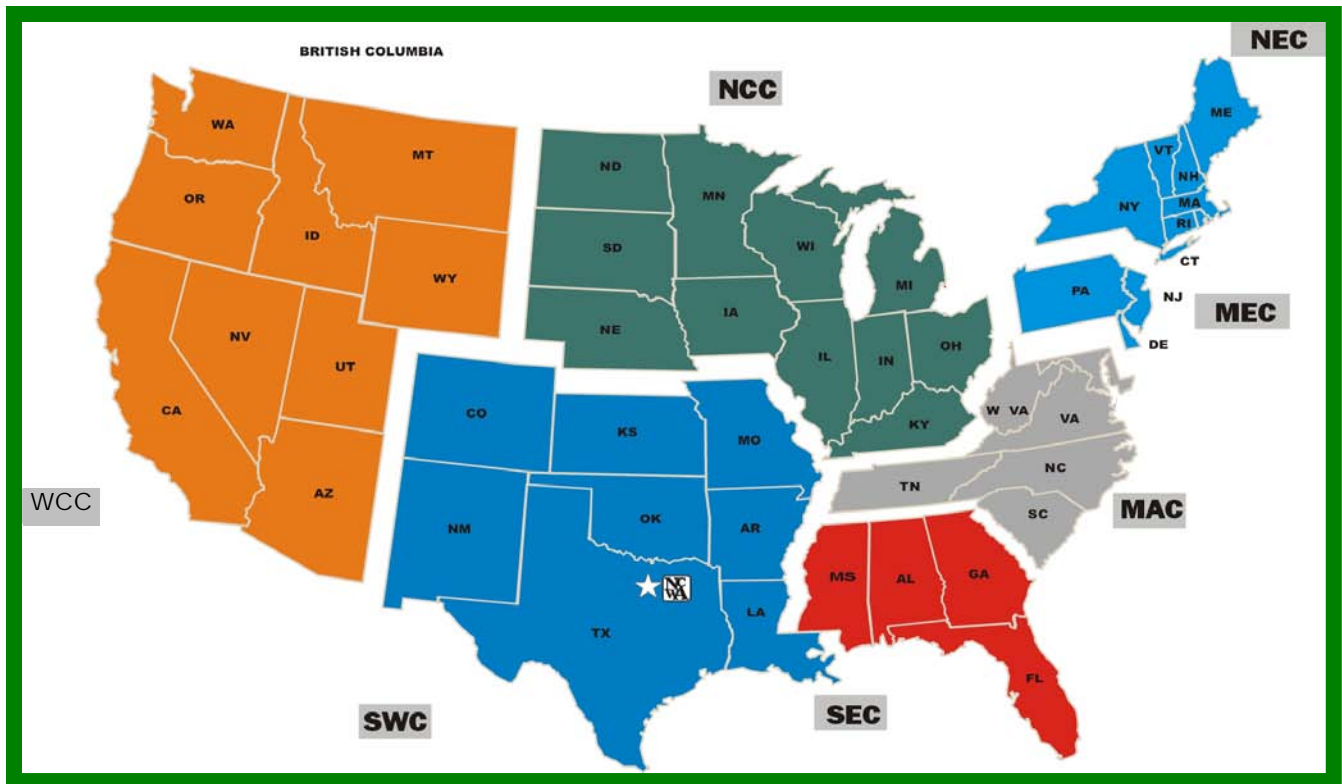 NEC
BRITISH COLUMBIA
NCC
ME
WA
VT
MT
ND
NH
MN
OR
MA
NY
RI
ID
WI
SD
CT
WY
MI
PA
NJ
IA
MEC
NE
NV
DE
OH
IL
IN
UT
CA
CO
W VA
VA
KY
KS
MO
NC
TN
AZ
WCC
MAC
SC
OK
AR
NM
GA
MS
AL
NC
WA
LA
TX
FL
SEC
SWC